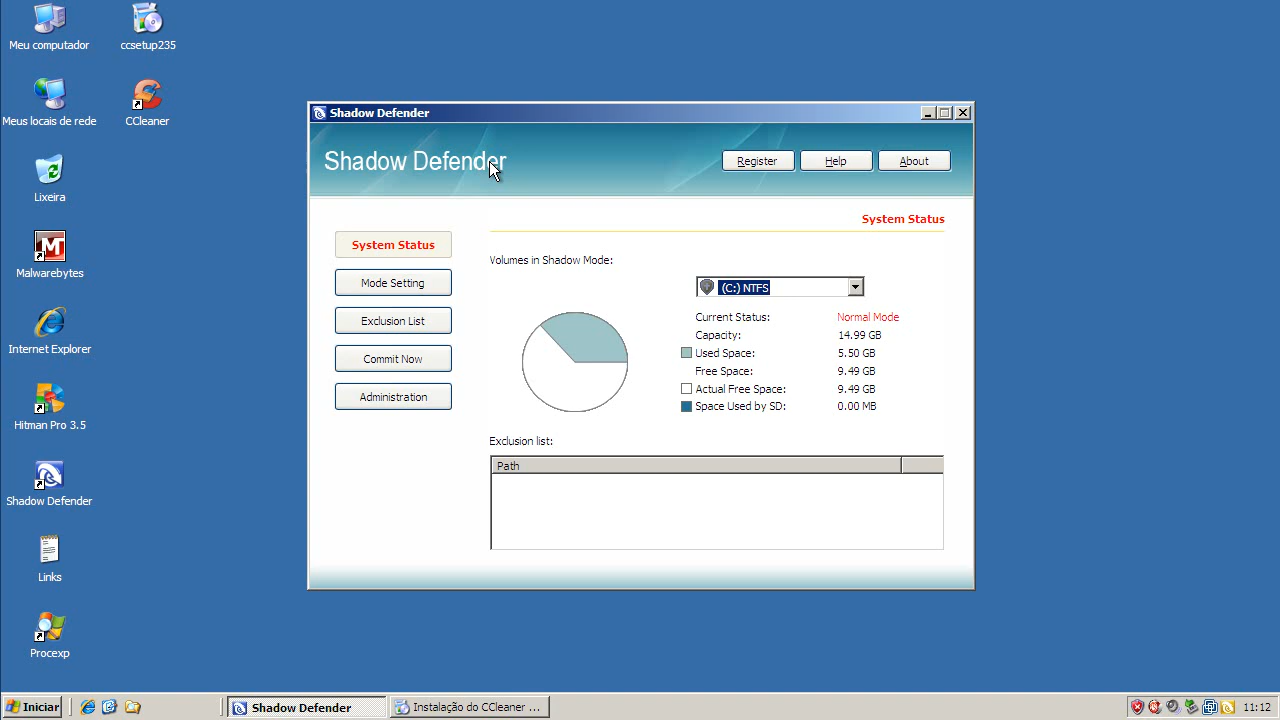 Meu computador
ccsetup235
Meus locais de rede
CCleaner
Lixeira
Malwarebytes
Internet Explorer
Hitman Pro 3.5
Shadow Defender
Links
Procexp
Shadow Defender
Shadow Defender
Register
Help
About
System Status
System Status
Mode Setting
Exclusion List
Commit Now
Administration
Volumes in Shadow Mode:
(C:) NTFS
Current Status: Normal Mode
Capacity: 14.99 GB
Used Space: 5.50 GB
Free Space: 9.49 GB
Actual Free Space: 9.49 GB
Space Used by SD: 0.00 MB
Exclusion list:
Path
Iniciar
Shadow Defender
Instalação do CCleaner ...
11:12